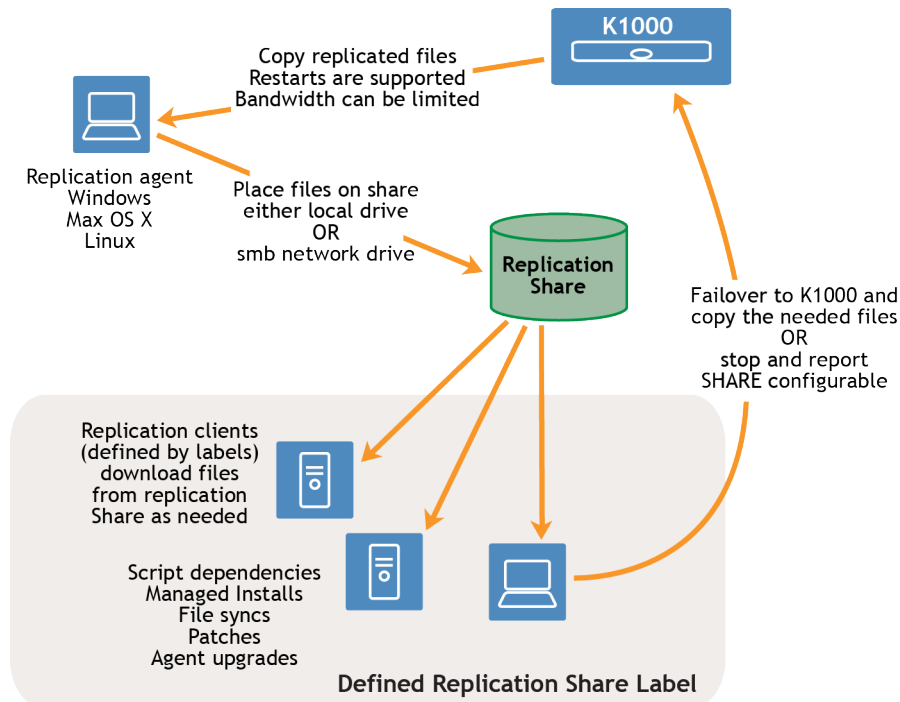 K1000
Copy replicated files
Restarts are supported
Bandwidth can be limited
Replication agent
Windows
Max OS X
Linux
Place files on share
either local drive
OR
smb network drive
Replication
Share
Failover to K1000 and
copy the needed files
OR
stop and report
SHARE configurable
Replication clients
(defined by labels)
download files
from replication
Share as needed
Script dependencies
Managed Installs
File syncs
Patches
Agent upgrades
Defined Replication Share Label